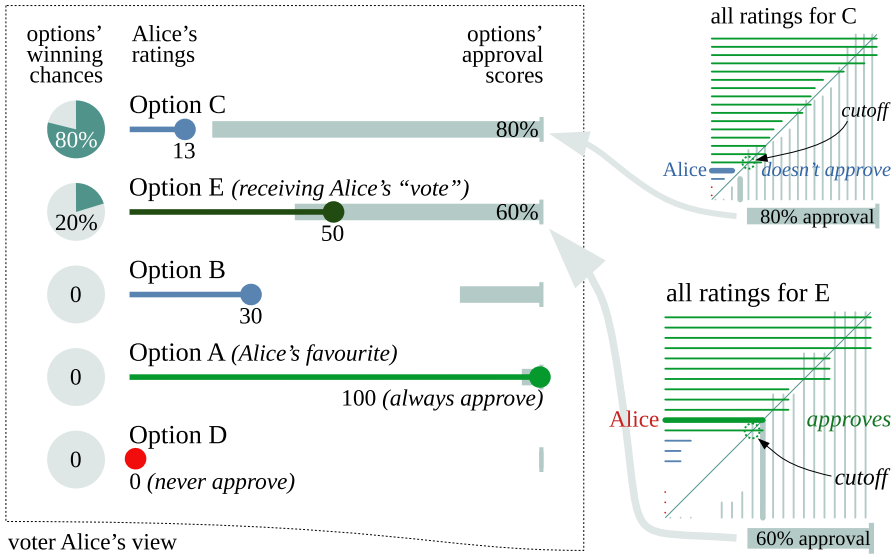 options’ winning chances
Alice’s ratings
options’ approval scores
Option C
80%
13
80%
Option E (receiving Alice’s “vote”)
20%
50
60%
Option B
0
30
Option A (Alice’s favourite)
0
100 (always approve)
Option D
0
0 (never approve)
voter Alice’s view
all ratings for C
cutoff
Alice
doesn’t approve
80% approval
all ratings for E
Alice
approves
cutoff
60% approval